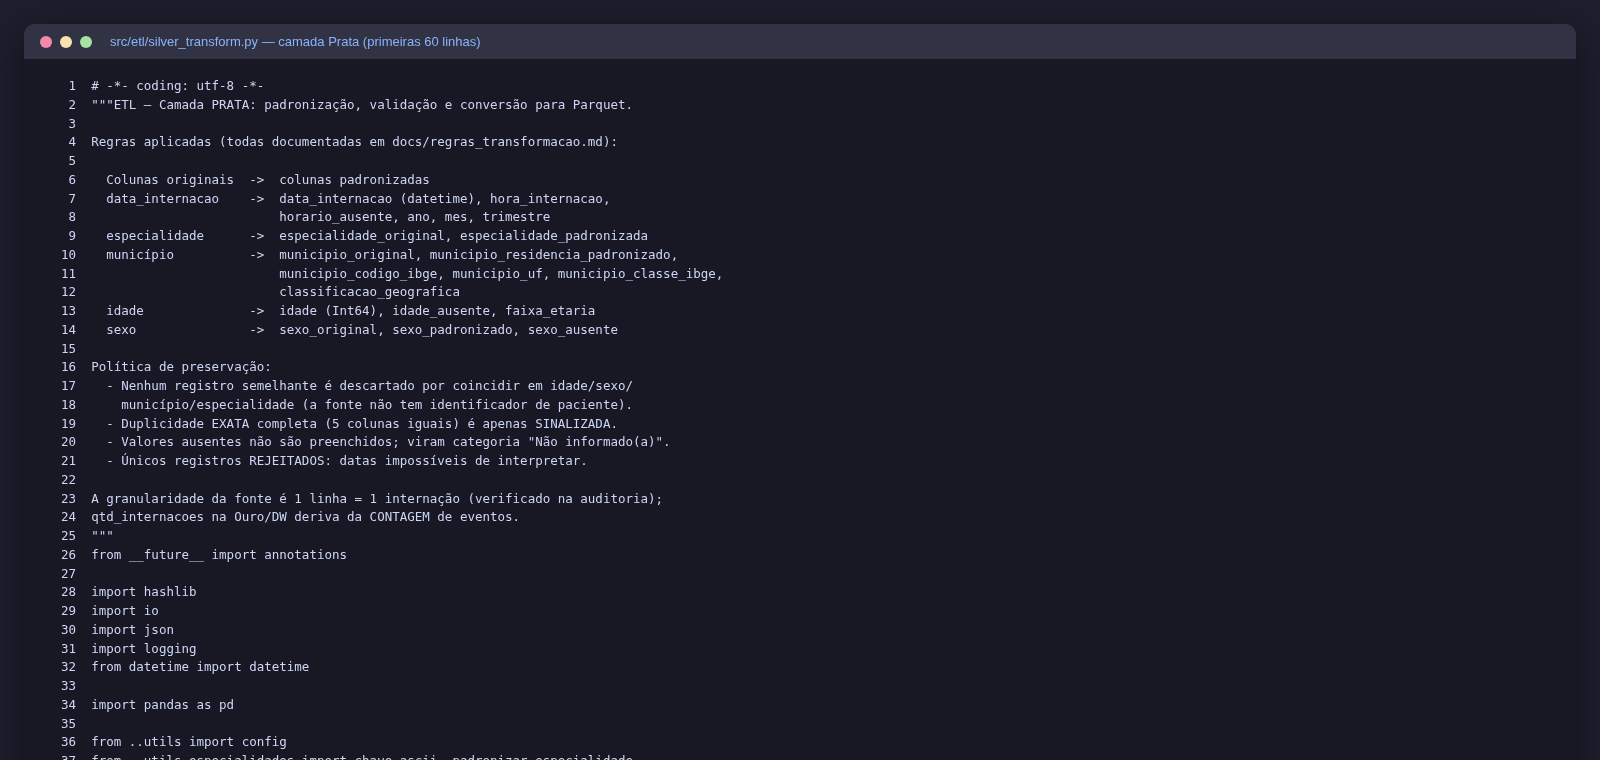 src/etl/silver_transform.py — camada Prata (primeiras 60 linhas)
1 # -*- coding: utf-8 -*-
2 """ETL — Camada PRATA: padronização, validação e conversão para Parquet.
3
4 Regras aplicadas (todas documentadas em docs/regras_transformacao.md):
5
6 Colunas originais -> colunas padronizadas
7 data_internacao -> data_internacao (datetime), hora_internacao,
8 horario_ausente, ano, mes, trimestre
9 especialidade -> especialidade_original, especialidade_padronizada
10 município -> municipio_original, municipio_residencia_padronizado,
11 municipio_codigo_ibge, municipio_uf, municipio_classe_ibge,
12 classificacao_geografica
13 idade -> idade (Int64), idade_ausente, faixa_etaria
14 sexo -> sexo_original, sexo_padronizado, sexo_ausente
15
16 Política de preservação:
17 - Nenhum registro semelhante é descartado por coincidir em idade/sexo/
18 município/especialidade (a fonte não tem identificador de paciente).
19 - Duplicidade EXATA completa (5 colunas iguais) é apenas SINALIZADA.
20 - Valores ausentes não são preenchidos; viram categoria "Não informado(a)".
21 - Únicos registros REJEITADOS: datas impossíveis de interpretar.
22
23 A granularidade da fonte é 1 linha = 1 internação (verificado na auditoria);
24 qtd_internacoes na Ouro/DW deriva da CONTAGEM de eventos.
25 """
26 from __future__ import annotations
27
28 import hashlib
29 import io
30 import json
31 import logging
32 from datetime import datetime
33
34 import pandas as pd
35
36 from ..utils import config
37 from ..utils.especialidades import chave_ascii, padronizar_especialidade